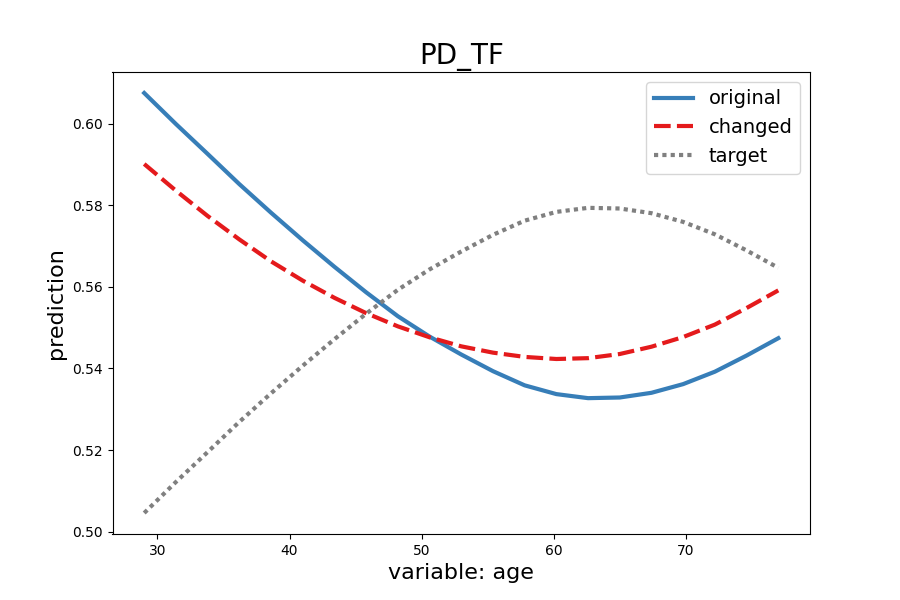 PD_TF
original
changed
target
prediction
0.60
0.58
0.56
0.54
0.52
0.50
30 40 50 60 70
variable: age